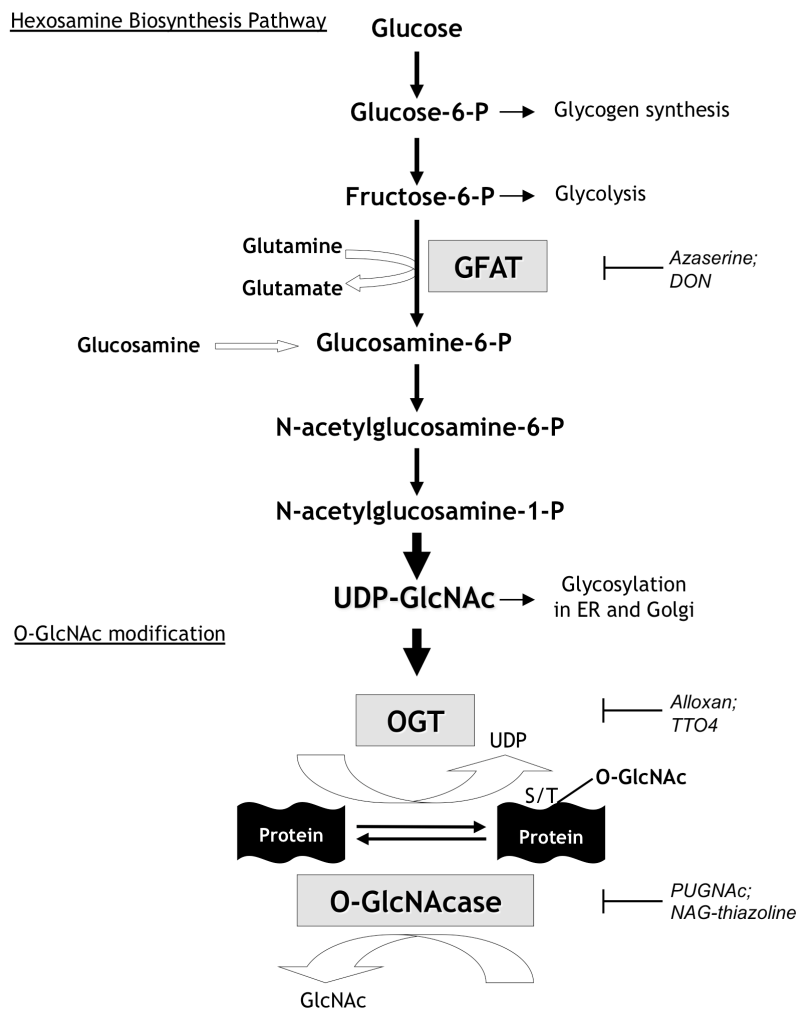 Hexosamine Biosynthesis Pathway
Glucose
Glucose-6-P
Glycogen synthesis
Fructose-6-P
Glycolysis
Glutamine
Glutamate
GFAT
Azaserine;
DON
Glucosamine
Glucosamine-6-P
N-acetylglucosamine-6-P
N-acetylglucosamine-1-P
UDP-GlcNAc
Glycosylation
in ER and Golgi
O-GlcNAc modification
OGT
Alloxan;
TTO4
UDP
O-GlcNAc
S/T
Protein
Protein
O-GlcNAcase
PUGNAc;
NAG-thiazoline
GlcNAc